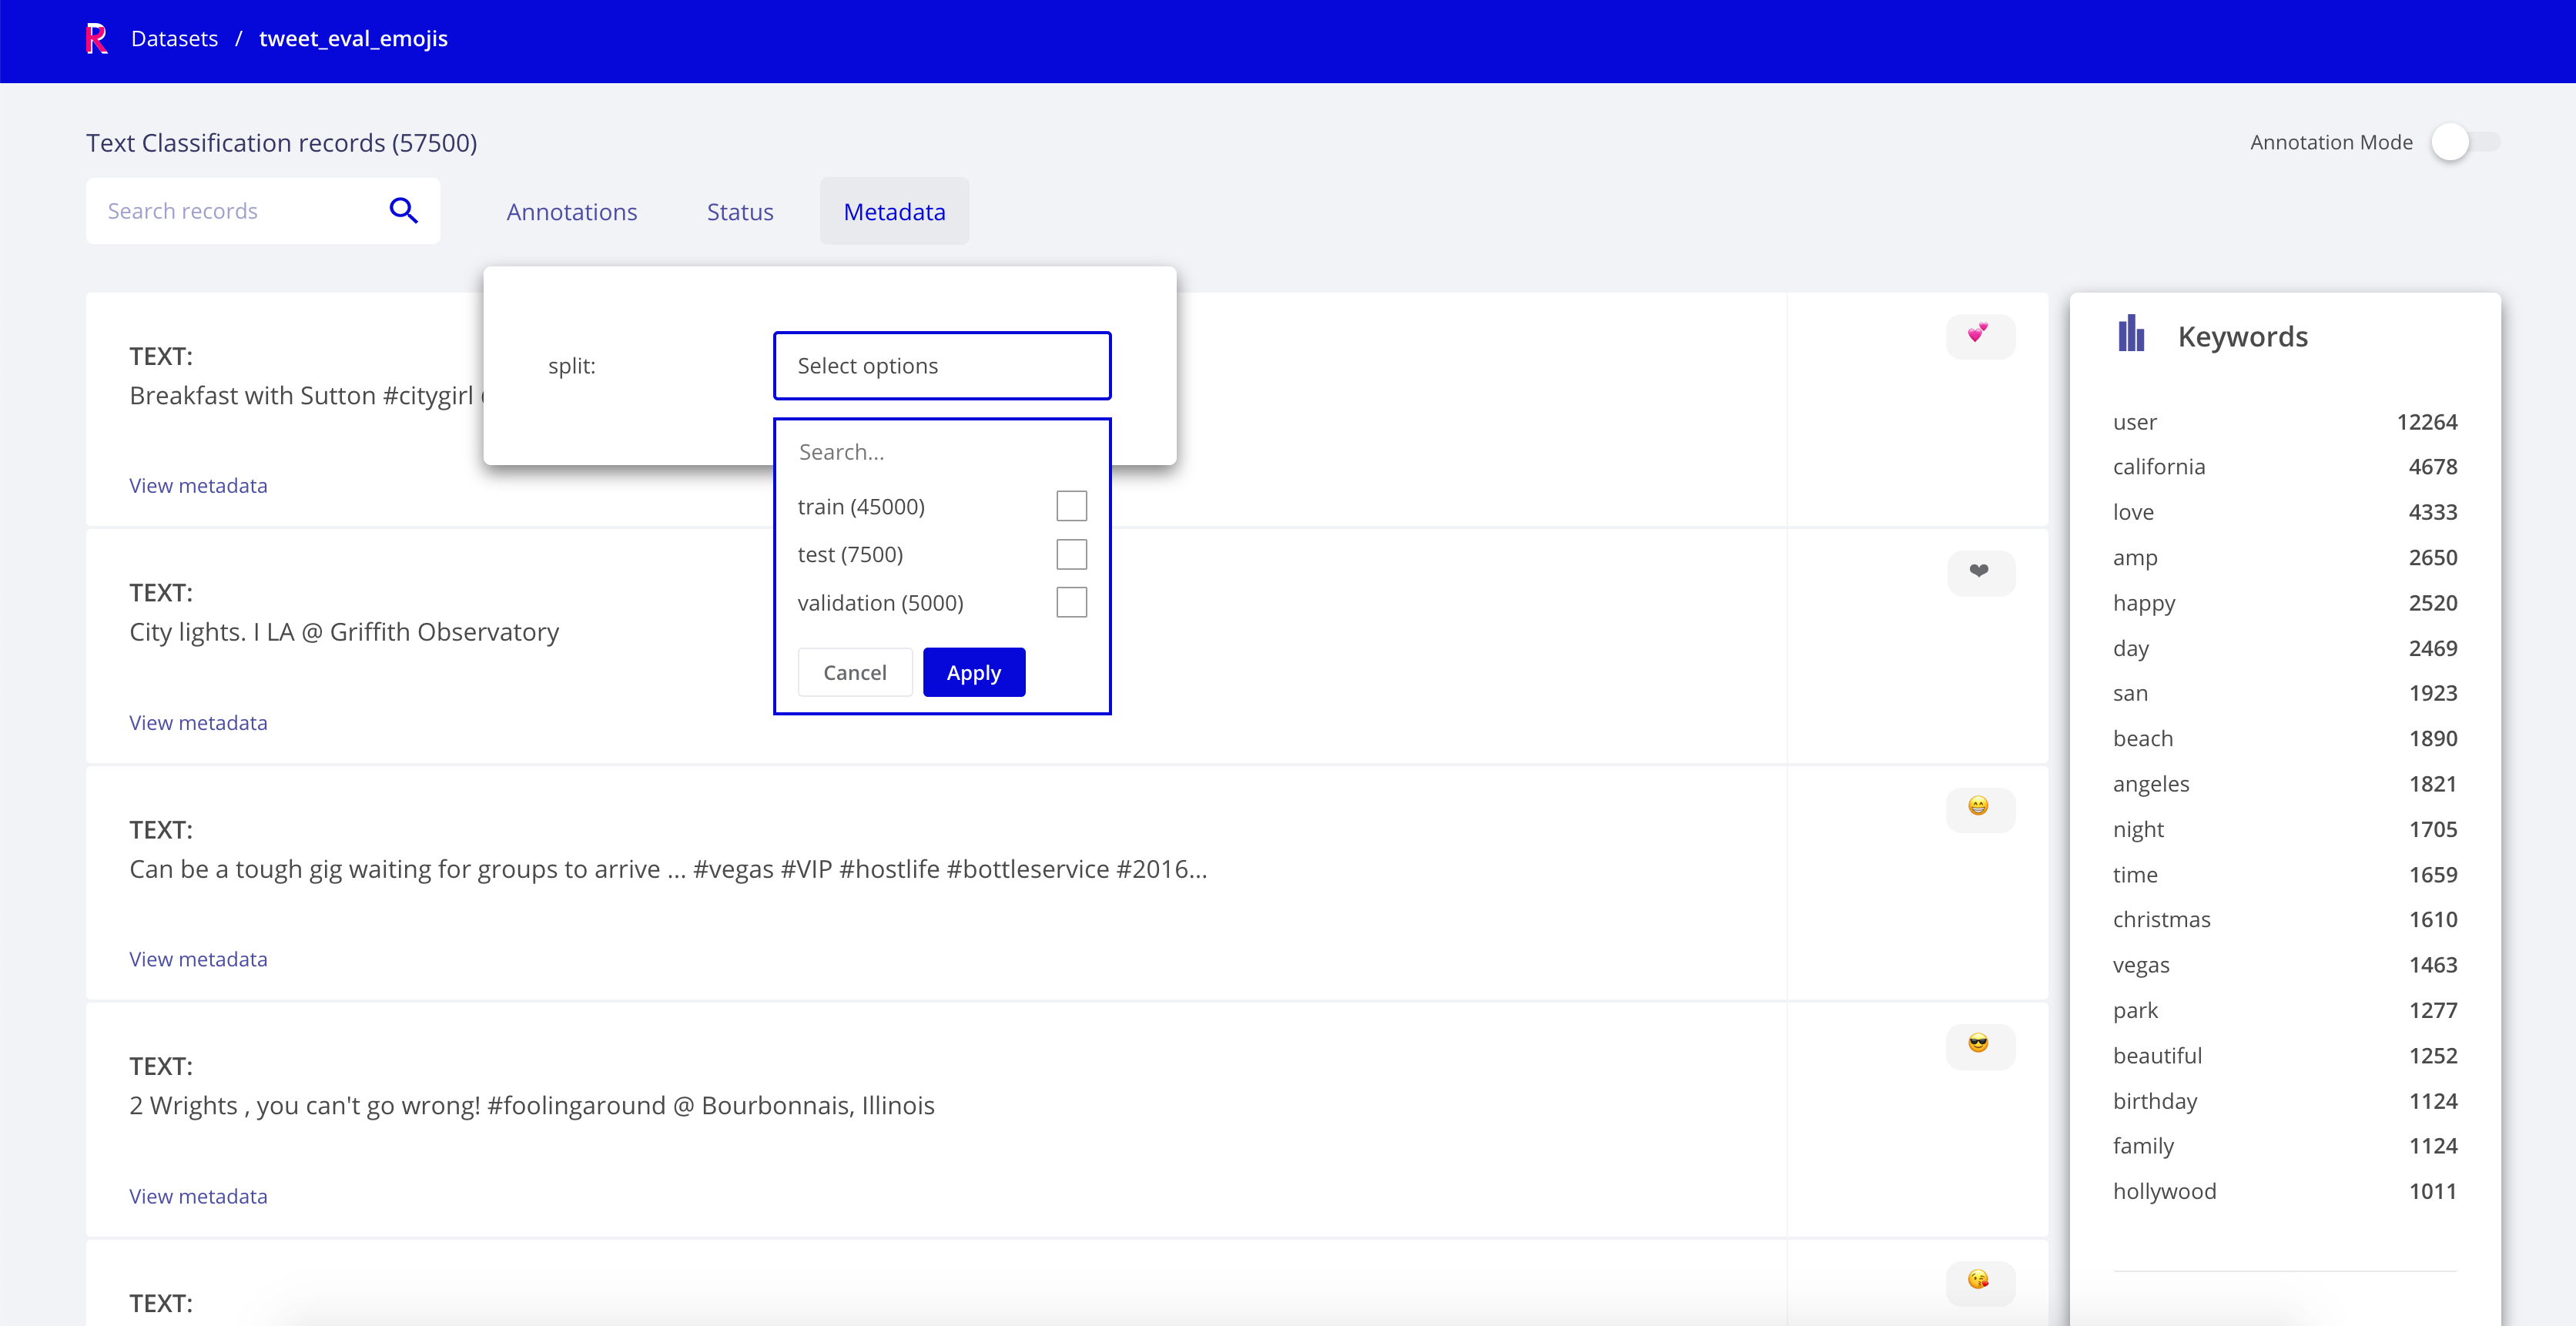 R Datasets / tweet_eval_emojis
Text Classification records (57500)
Annotation Mode
Search records
Annotations
Status
Metadata
split:
Select options
Search...
train (45000)
test (7500)
validation (5000)
Cancel
Apply
TEXT:
Breakfast with Sutton #citygirl
View metadata
💕
TEXT:
City lights. I LA @ Griffith Observatory
View metadata
❤
TEXT:
Can be a tough gig waiting for groups to arrive ... #vegas #VIP #hostlife #bottleservice #2016...
View metadata
😁
TEXT:
2 Wrights , you can't go wrong! #foolingaround @ Bourbonnais, Illinois
View metadata
😎
TEXT:
😘
Keywords
user 12264
california 4678
love 4333
amp 2650
happy 2520
day 2469
san 1923
beach 1890
angeles 1821
night 1705
time 1659
christmas 1610
vegas 1463
park 1277
beautiful 1252
birthday 1124
family 1124
hollywood 1011